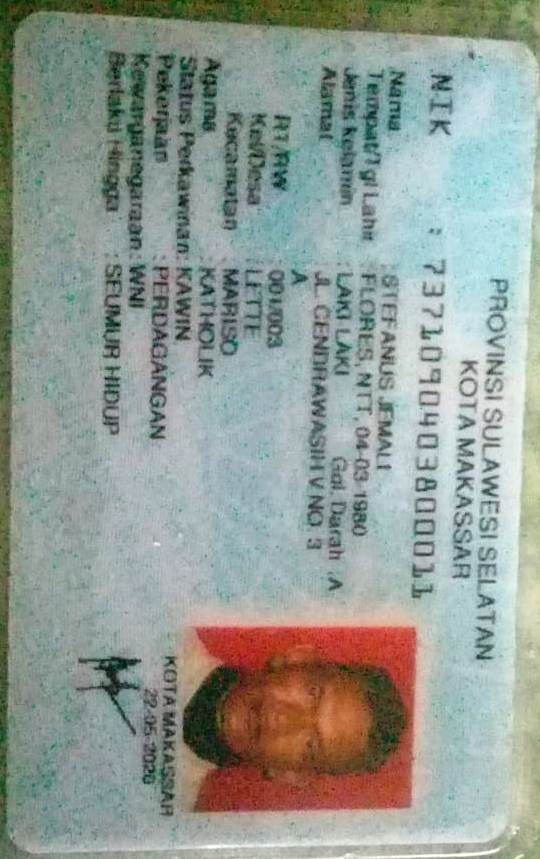 PROVINSI SULAWESI SELATAN
KOTA MAKASSAR
NIK : 7371090403800011
Nama : STEFANUS JEMALI
Tempat/Tgl Lahir : FLORES, NTT, 04-03-1980
Jenis kelamin : LAKI-LAKI Gol. Darah : A
Alamat JL. CENDRAWASIH V NO. 3
A
RT/RW 001/003
Kel/Desa : LETTE
Kecamatan : MARISO
Agama : KATHOLIK
Status Perkawinan: KAWIN
Pekerjaan : PERDAGANGAN
Kewarganegaraan: WNI
Berlaku Hingga : SEUMUR HIDUP
KOTA MAKASSAR
22-05-2020